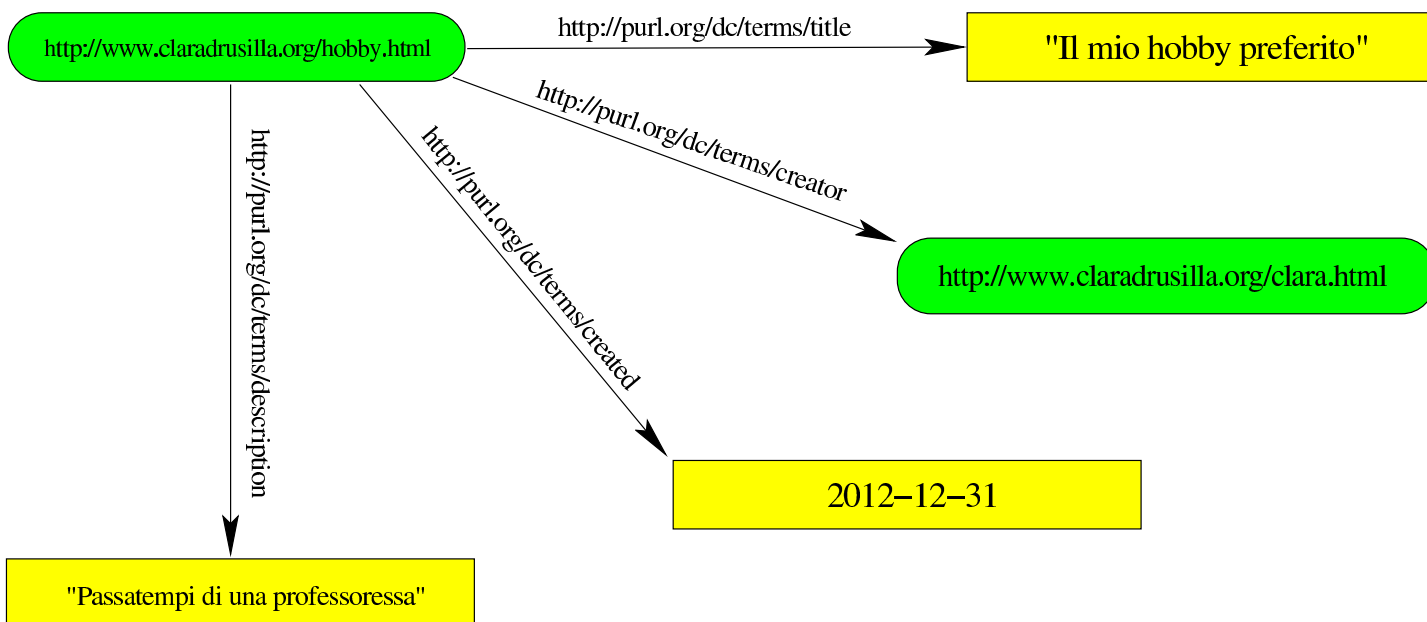 http://www.claradrusilla.org/hobby.html
http://purl.org/dc/terms/title
"Il mio hobby preferito"
http://purl.org/dc/terms/creator
http://www.claradrusilla.org/clara.html
http://purl.org/dc/terms/created
2012–12–31
http://purl.org/dc/terms/description
"Passatempi di una professoressa"